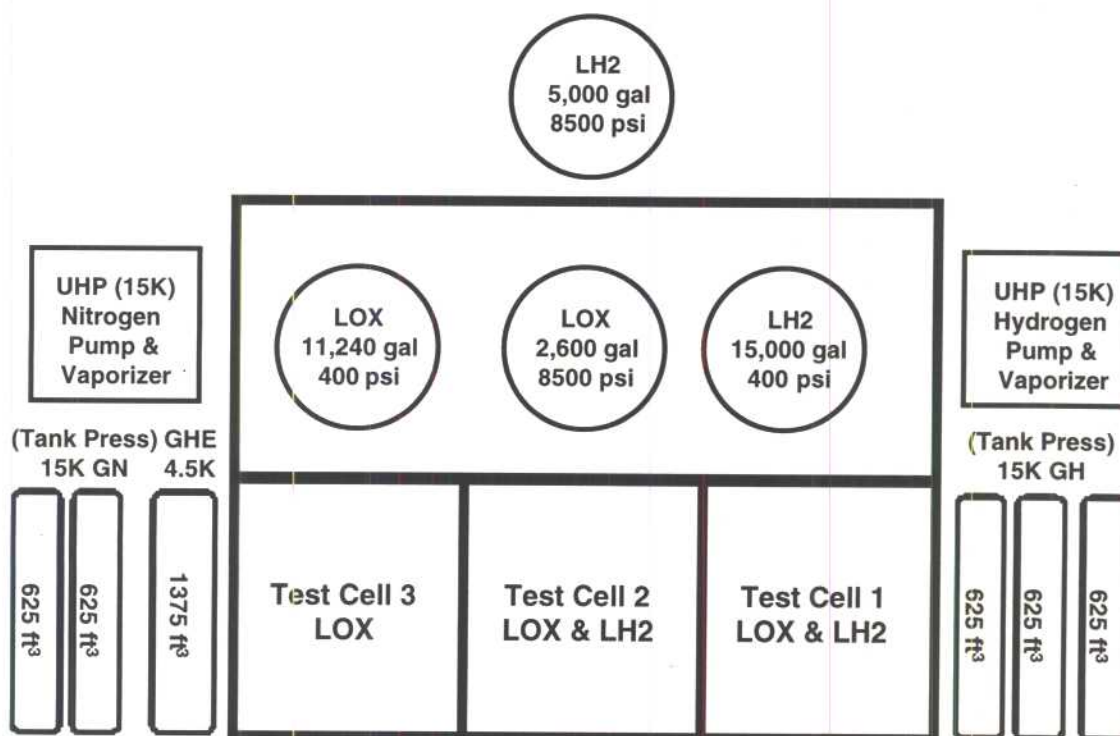 LH2
5,000 gal
8500 psi
UHP (15K)
Nitrogen
Pump &
Vaporizer
LOX
11,240 gal
400 psi
LOX
2,600 gal
8500 psi
LH2
15,000 gal
400 psi
UHP (15K)
Hydrogen
Pump &
Vaporizer
(Tank Press) GHE
15K GN 4.5K
(Tank Press)
15K GH
625 ft³
625 ft³
1375 ft³
Test Cell 3
LOX
Test Cell 2
LOX & LH2
Test Cell 1
LOX & LH2
625 ft³
625 ft³
625 ft³